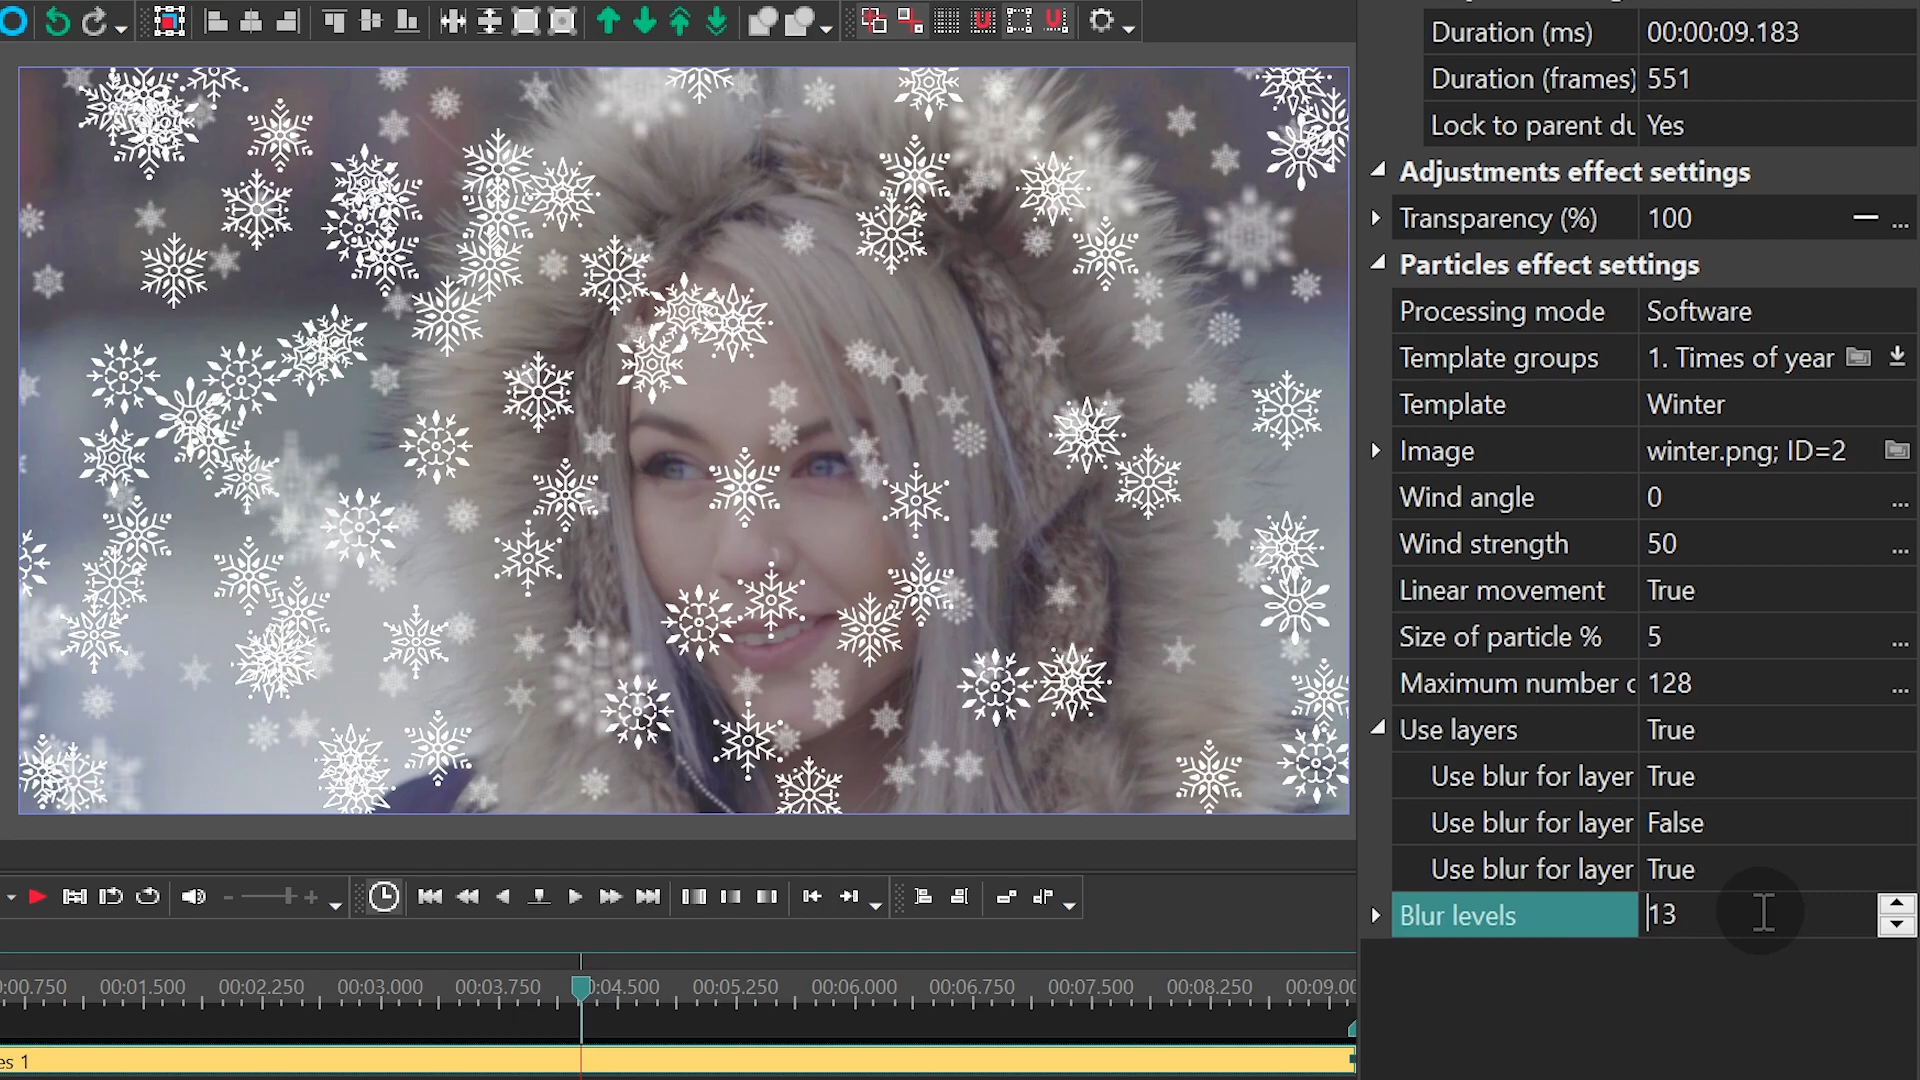 Duration (ms) 00:00:09.183
Duration (frames) 551
Lock to parent du Yes
Adjustments effect settings
Transparency (%) 100 ...
Particles effect settings
Processing mode Software
Template groups 1. Times of year
Template Winter
Image winter.png; ID=2
Wind angle 0 ...
Wind strength 50 ...
Linear movement True
Size of particle % 5 ...
Maximum number o 128 ...
Use layers True
Use blur for layer True
Use blur for layer False
Use blur for layer True
Blur levels 13
:00.750 00:01.500 00:02.250 00:03.000 00:03.750 0:04.500 00:05.250 00:06.000 00:06.750 00:07.500 00:08.250 00:09.00
es 1